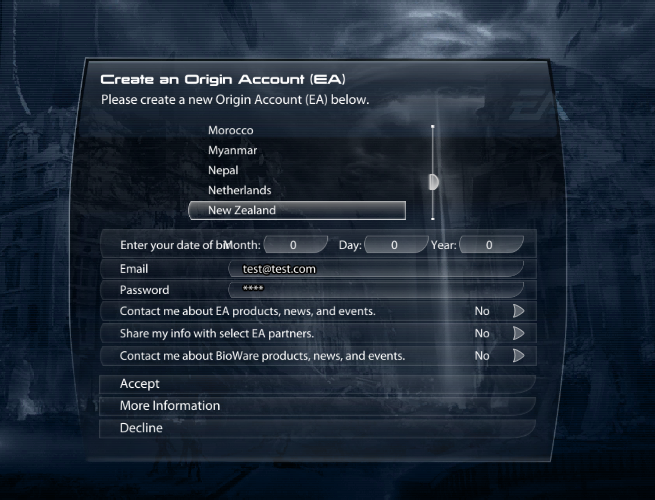 Create an Origin Account (EA)
Please create a new Origin Account (EA) below.
EA
Morocco
Myanmar
Nepal
Netherlands
New Zealand
Enter your date of bi Month: 0 Day: 0 Year: 0
Email test@test.com
Password ****
Contact me about EA products, news, and events. No
Share my info with select EA partners. No
Contact me about BioWare products, news, and events. No
Accept
More Information
Decline